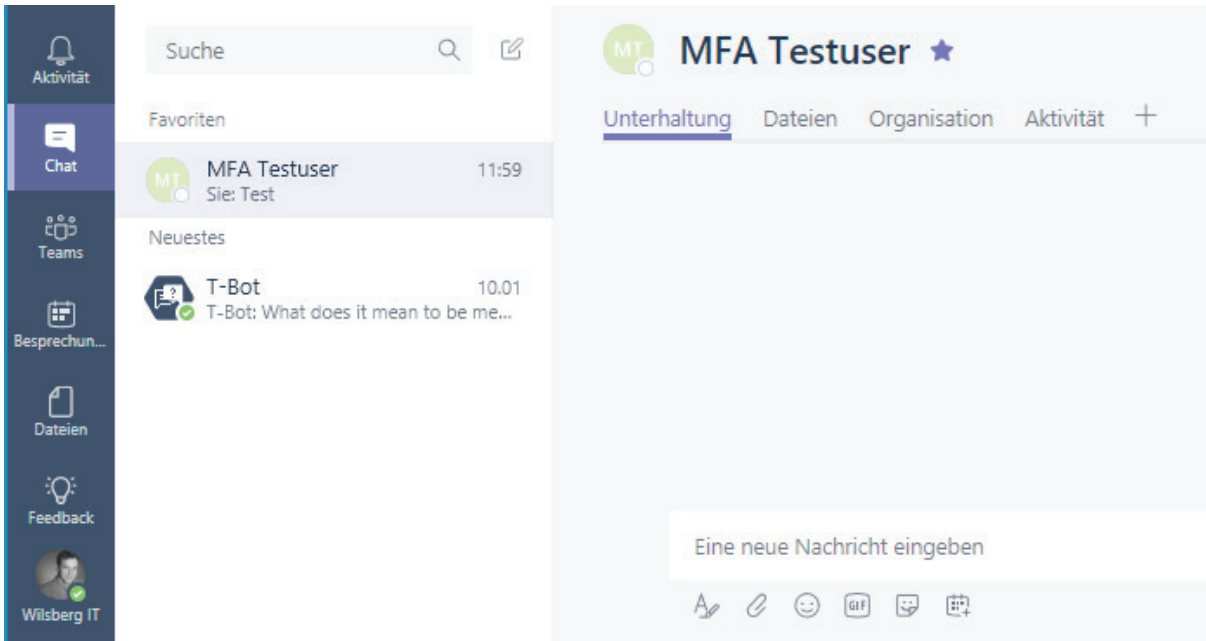 Aktivität
Chat
Teams
Besprechun...
Dateien
Feedback
Wilsberg IT
Suche
Favoriten
MT
MFA Testuser 11:59
Sie: Test
Neuestes
T-Bot 10.01
T-Bot: What does it mean to be me...
MT
MFA Testuser
Unterhaltung Dateien Organisation Aktivität
Eine neue Nachricht eingeben
GIF